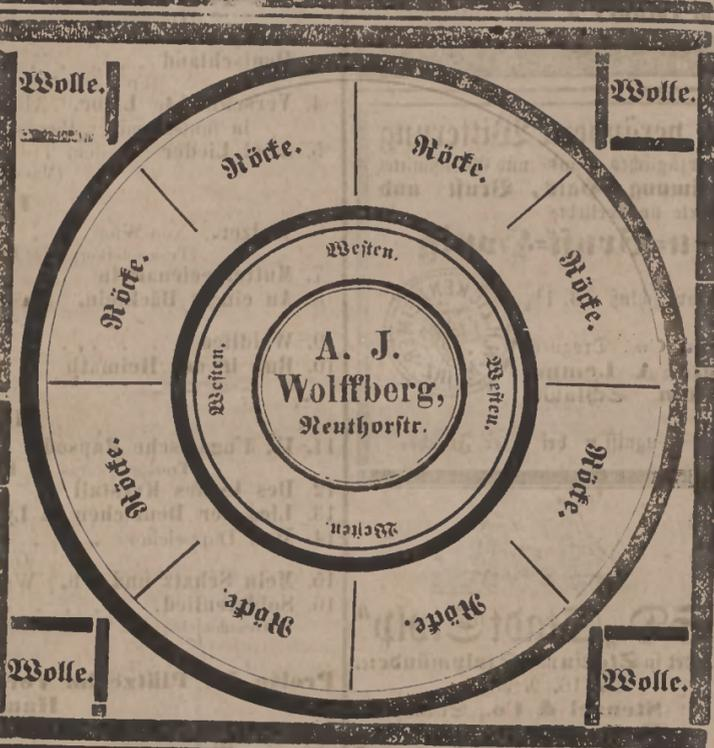 Wolle.
Wolle.
Röcke.
Röcke.
Röcke.
Röcke.
Westen.
Westen.
A. J.
Wolffberg,
Neuthorstr.
Westen.
Westen.
Röcke.
Röcke.
Röcke.
Röcke.
Wolle.
Wolle.